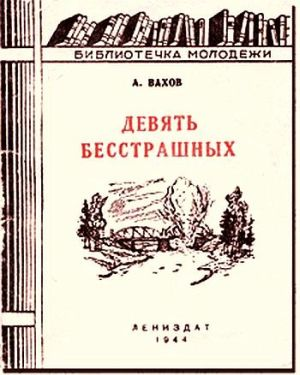 БИБЛИОТЕЧКА МОЛОДЕЖИ
А. ВАХОВ
ДЕВЯТЬ
БЕССТРАШНЫХ
ЛЕНИЗДАТ
1944